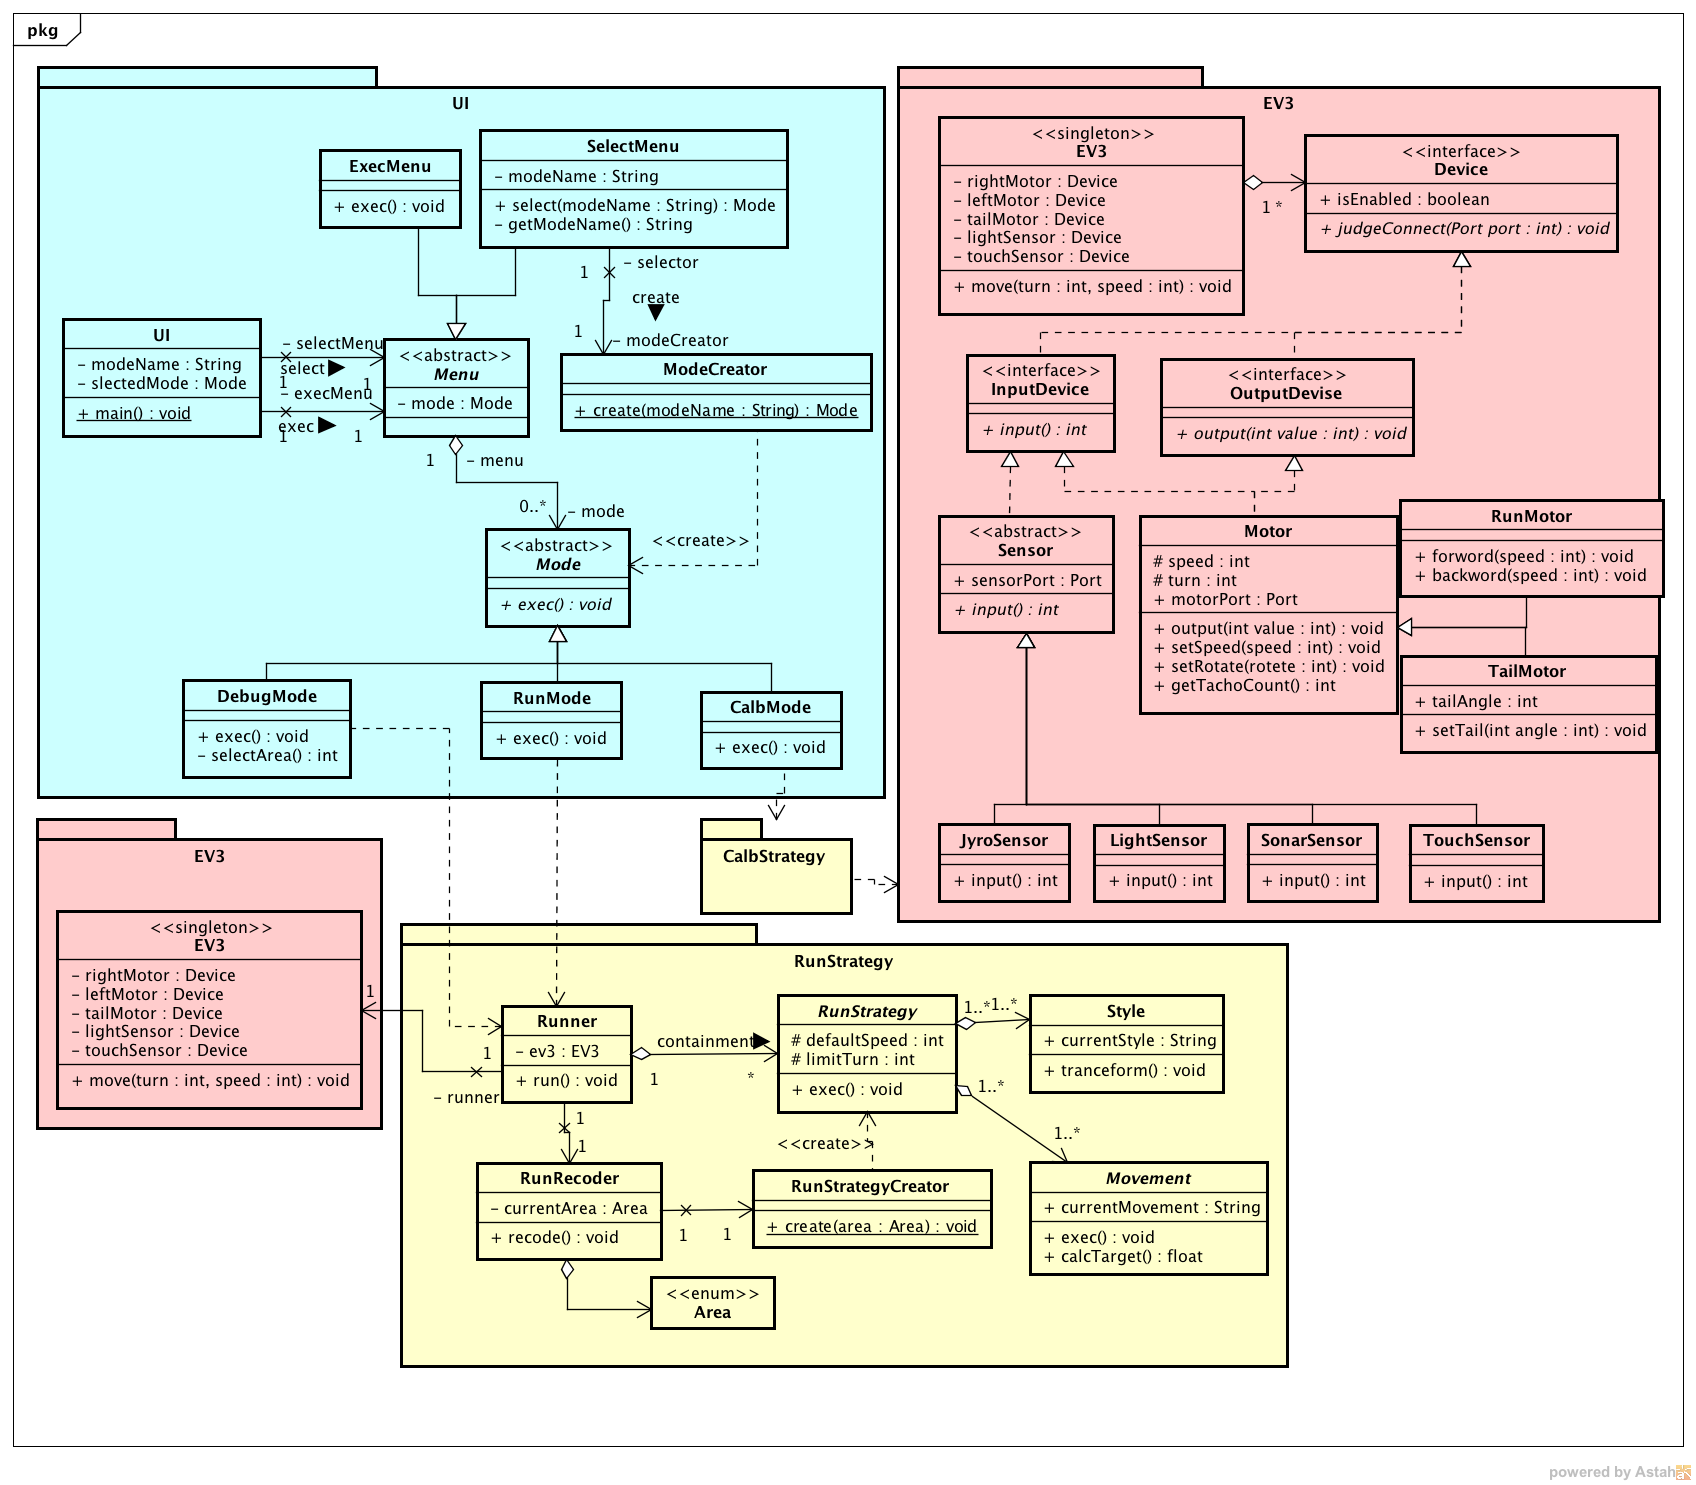 pkg
UI
ExecMenu
+ exec() : void
SelectMenu
– modeName : String
+ select(modeName : String) : Mode
– getModeName() : String
1
– selector
create
1
– modeCreator
UI
– modeName : String
– slectedMode : Mode
+ main() : void
– selectMenu
select
1
1
– execMenu
exec
1
1
<<abstract>>
Menu
– mode : Mode
ModeCreator
+ create(modeName : String) : Mode
1
– menu
0..*
– mode
<<create>>
<<abstract>>
Mode
+ exec() : void
DebugMode
+ exec() : void
– selectArea() : int
RunMode
+ exec() : void
CalbMode
+ exec() : void
EV3
<<singleton>>
EV3
– rightMotor : Device
– leftMotor : Device
– tailMotor : Device
– lightSensor : Device
– touchSensor : Device
+ move(turn : int, speed : int) : void
1
*
<<interface>>
Device
+ isEnabled : boolean
+ judgeConnect(Port port : int) : void
<<interface>>
InputDevice
+ input() : int
<<interface>>
OutputDevise
+ output(int value : int) : void
<<abstract>>
Sensor
+ sensorPort : Port
+ input() : int
Motor
# speed : int
# turn : int
+ motorPort : Port
+ output(int value : int) : void
+ setSpeed(speed : int) : void
+ setRotate(rotete : int) : void
+ getTachoCount() : int
RunMotor
+ forword(speed : int) : void
+ backword(speed : int) : void
TailMotor
+ tailAngle : int
+ setTail(int angle : int) : void
JyroSensor
+ input() : int
LightSensor
+ input() : int
SonarSensor
+ input() : int
TouchSensor
+ input() : int
EV3
<<singleton>>
EV3
– rightMotor : Device
– leftMotor : Device
– tailMotor : Device
– lightSensor : Device
– touchSensor : Device
+ move(turn : int, speed : int) : void
CalbStrategy
RunStrategy
1
1
– runner
Runner
– ev3 : EV3
+ run() : void
containment
1
*
RunStrategy
# defaultSpeed : int
# limitTurn : int
+ exec() : void
1..*
1..*
Style
+ currentStyle : String
+ tranceform() : void
1..*
1..*
1
1
<<create>>
RunRecoder
– currentArea : Area
+ recode() : void
1
1
RunStrategyCreator
+ create(area : Area) : void
Movement
+ currentMovement : String
+ exec() : void
+ calcTarget() : float
<<enum>>
Area
powered by Astah